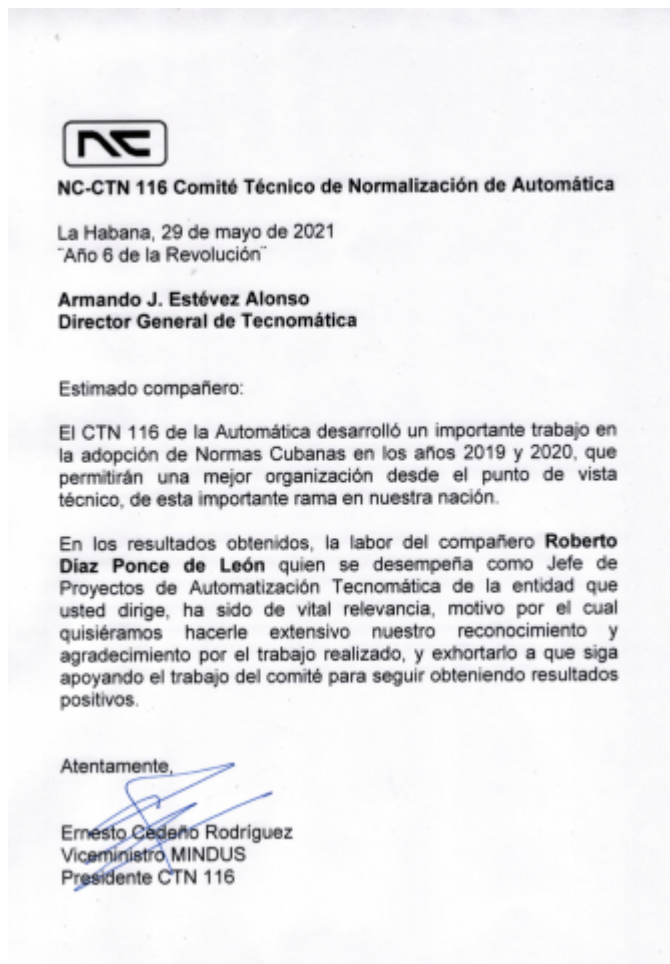 NC
NC-CTN 116 Comité Técnico de Normalización de Automática
La Habana, 29 de mayo de 2021
¨Año 6 de la Revolución¨
Armando J. Estévez Alonso
Director General de Tecnomática
Estimado compañero:
El CTN 116 de la Automática desarrolló un importante trabajo en
la adopción de Normas Cubanas en los años 2019 y 2020, que
permitirán una mejor organización desde el punto de vista
técnico, de esta importante rama en nuestra nación.
En los resultados obtenidos, la labor del compañero Roberto
Díaz Ponce de León quien se desempeña como Jefe de
Proyectos de Automatización Tecnomática de la entidad que
usted dirige, ha sido de vital relevancia, motivo por el cual
quisiéramos hacerle extensivo nuestro reconocimiento y
agradecimiento por el trabajo realizado, y exhortarlo a que siga
apoyando el trabajo del comité para seguir obteniendo resultados
positivos.
Atentamente,
Ernesto Cedeño Rodríguez
Viceministro MINDUS
Presidente CTN 116